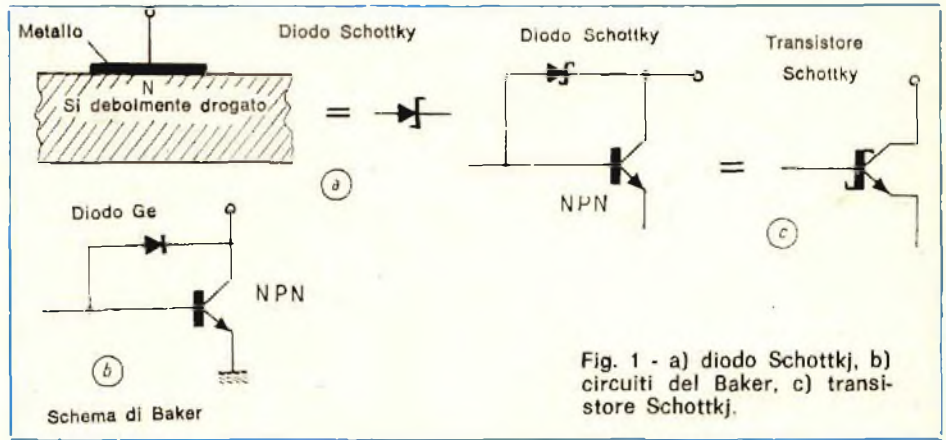 Metallo
N
Si debolmente drogato
Diodo Schottky
=
a
Diodo Schottky
NPN
=
Transistore
Schottky
c
Diodo Ge
NPN
b
Schema di Baker
Fig. 1 - a) diodo Schottkj, b)
circuiti del Baker, c) transi-
store Schottkj.